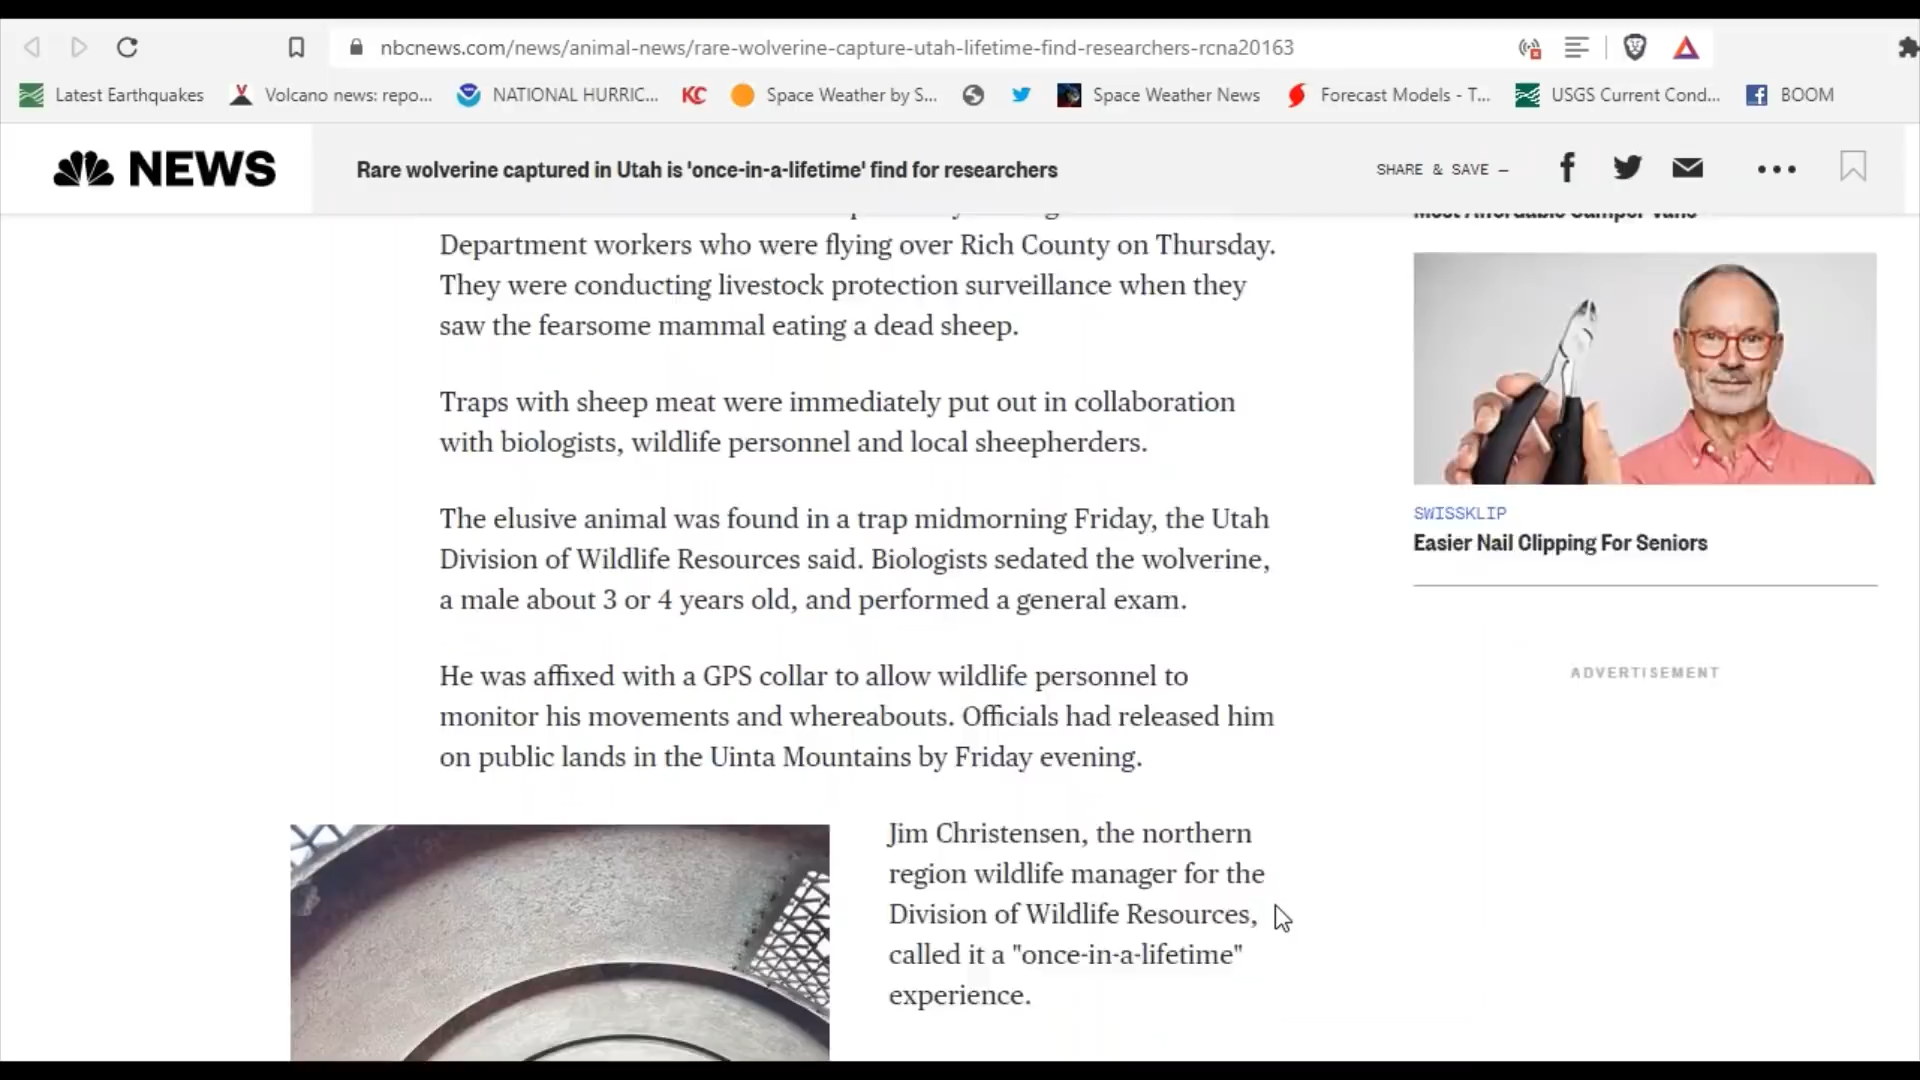 nbcnews.com/news/animal-news/rare-wolverine-capture-utah-lifetime-find-researchers-rcna20163
Latest Earthquakes
Volcano news: repo...
NATIONAL HURRIC...
KC
Space Weather by S...
Space Weather News
Forecast Models - T...
USGS Current Cond...
BOOM
NEWS
Rare wolverine captured in Utah is 'once-in-a-lifetime' find for researchers
SHARE & SAVE —
Department workers who were flying over Rich County on Thursday.
They were conducting livestock protection surveillance when they
saw the fearsome mammal eating a dead sheep.
Traps with sheep meat were immediately put out in collaboration
with biologists, wildlife personnel and local sheepherders.
The elusive animal was found in a trap midmorning Friday, the Utah
Division of Wildlife Resources said. Biologists sedated the wolverine,
a male about 3 or 4 years old, and performed a general exam.
He was affixed with a GPS collar to allow wildlife personnel to
monitor his movements and whereabouts. Officials had released him
on public lands in the Uinta Mountains by Friday evening.
Jim Christensen, the northern
region wildlife manager for the
Division of Wildlife Resources,
called it a "once-in-a-lifetime"
experience.
Most Affordable Camper Vans
SWISSKLIP
Easier Nail Clipping For Seniors
ADVERTISEMENT